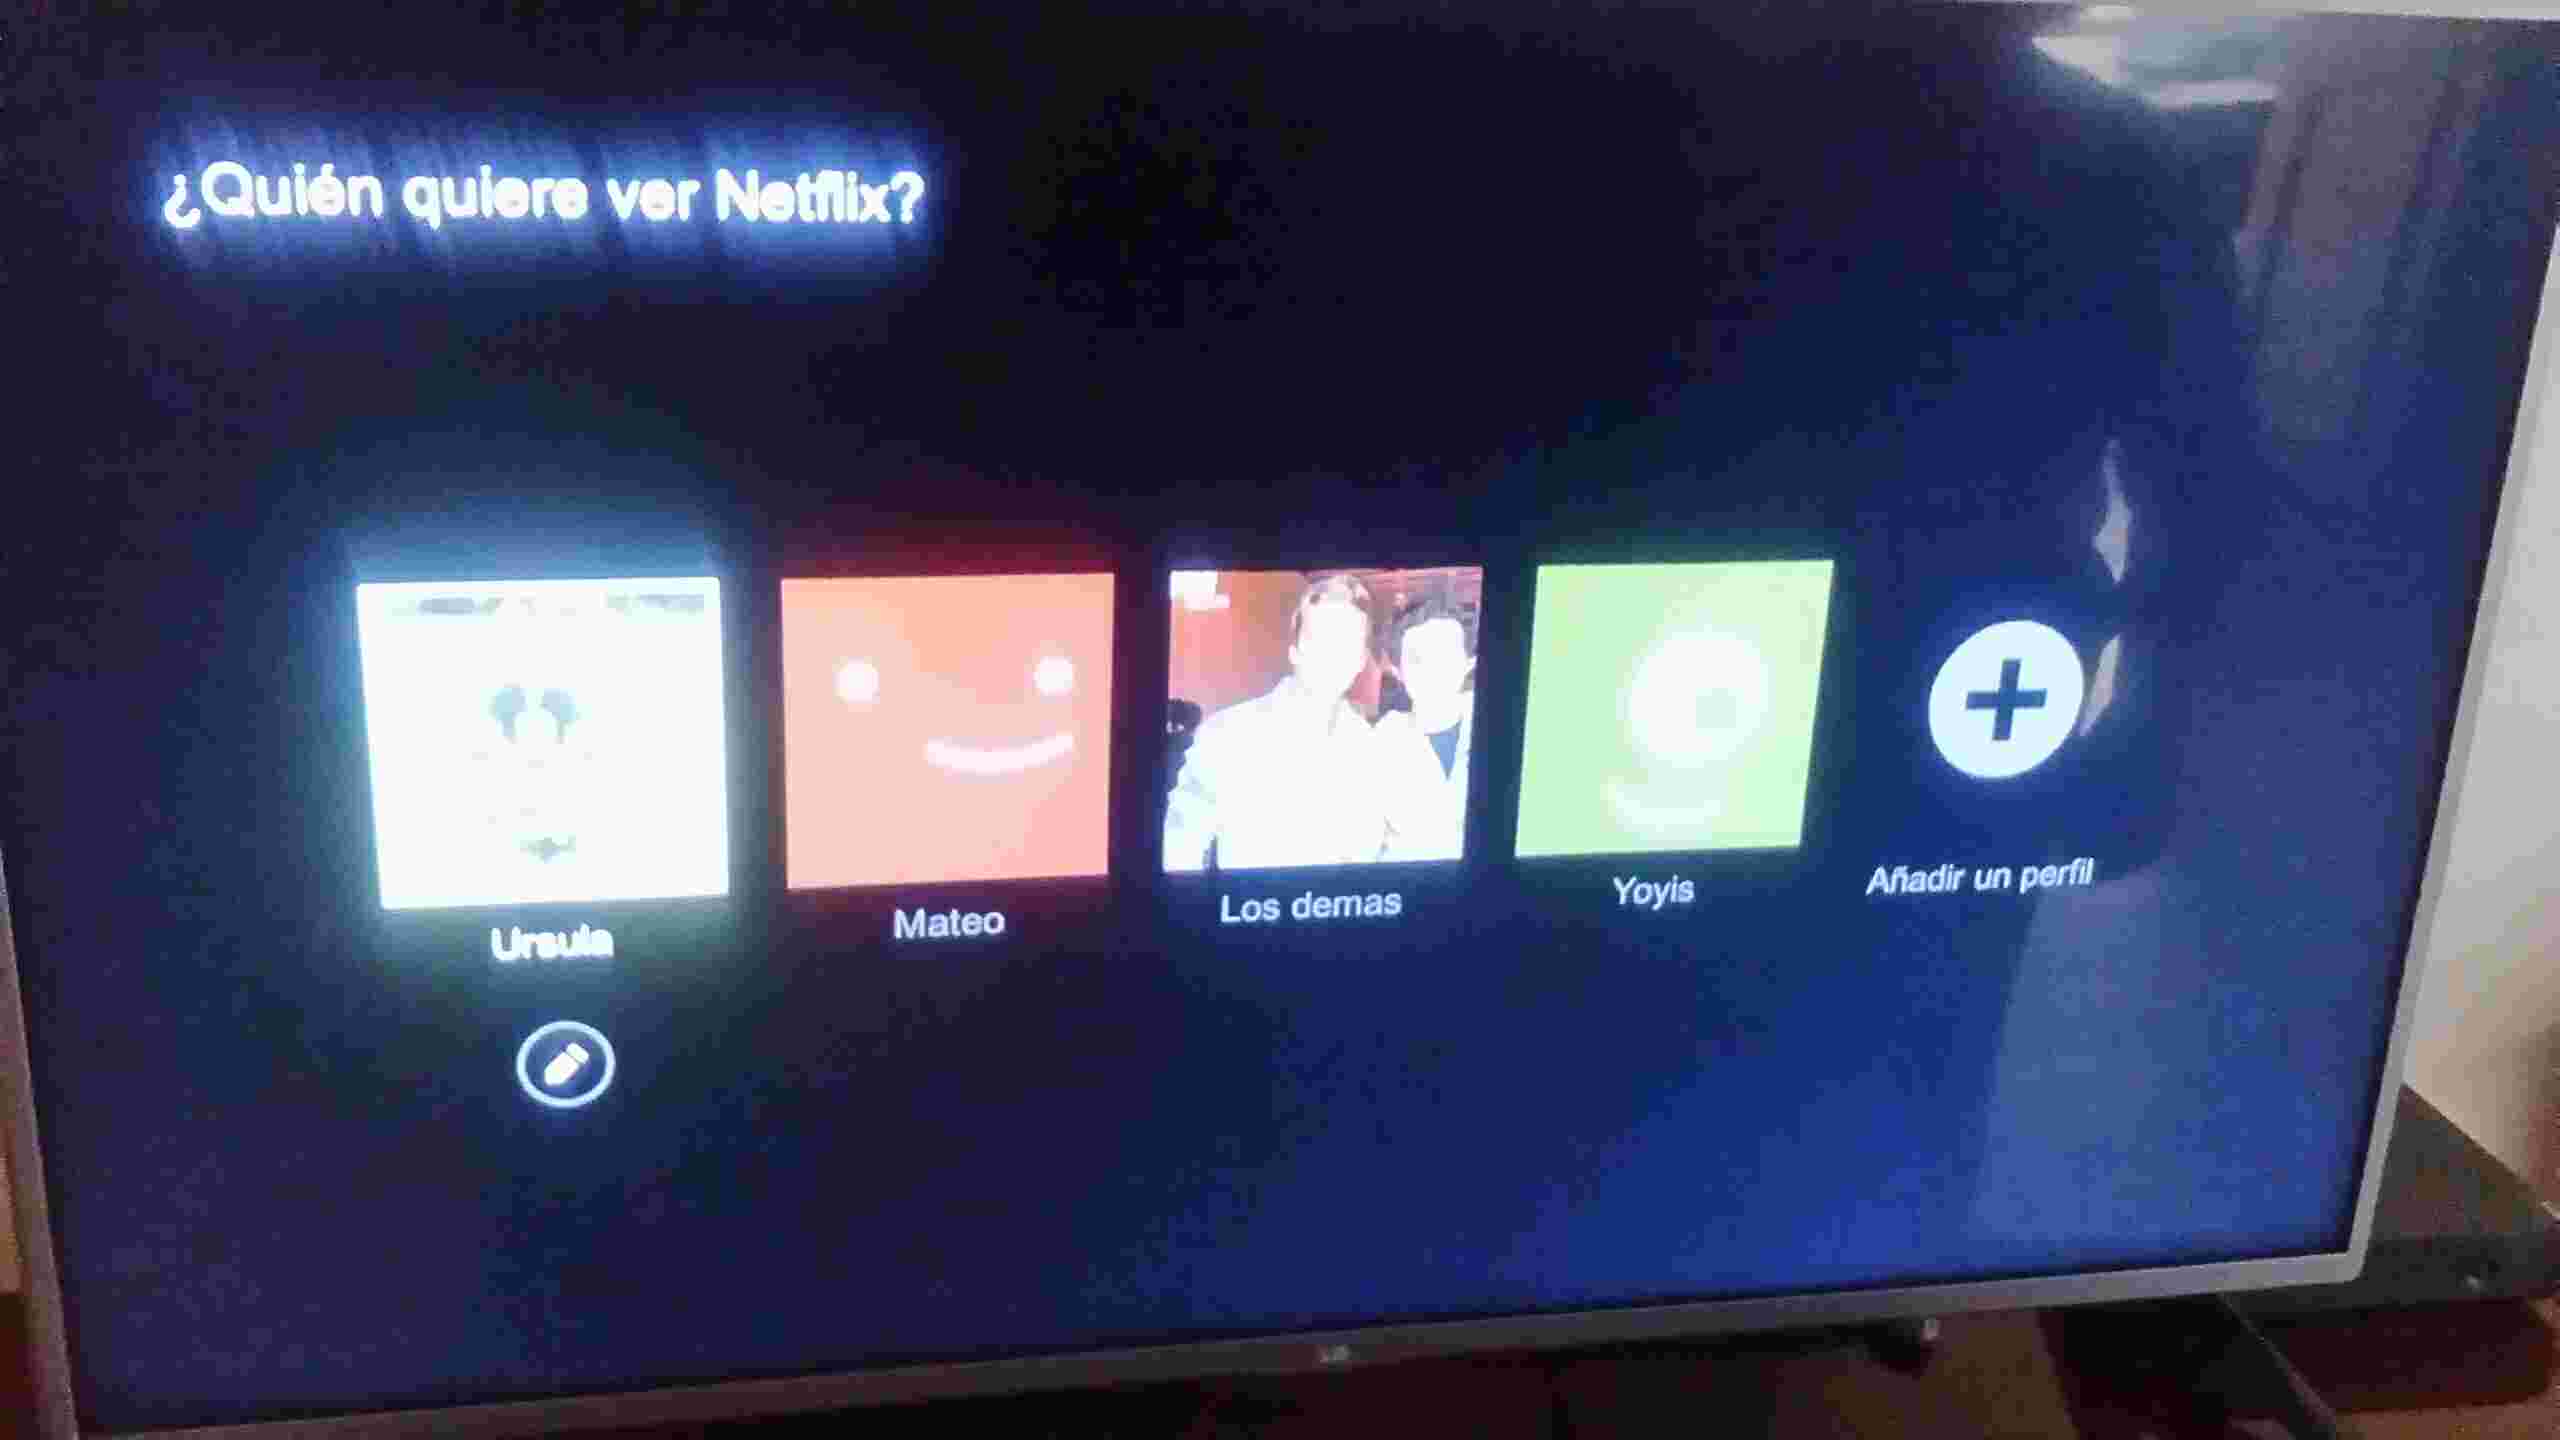 ¿Quién quiere ver Netflix?
Ursula
Mateo
Los demas
Yoyis
Añadir un perfil